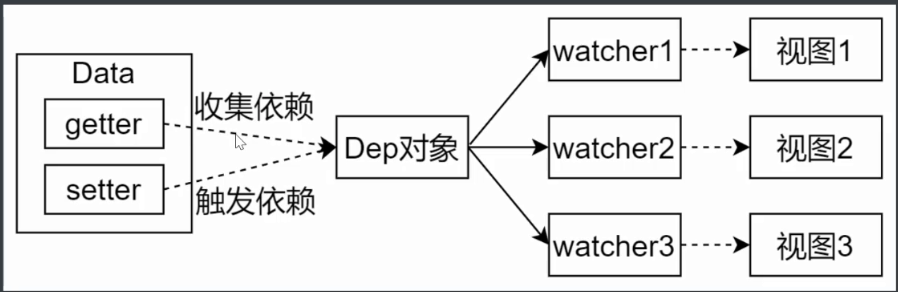 Data
getter
setter
收集依赖
触发依赖
Dep对象
watcher1
视图1
watcher2
视图2
watcher3
视图3